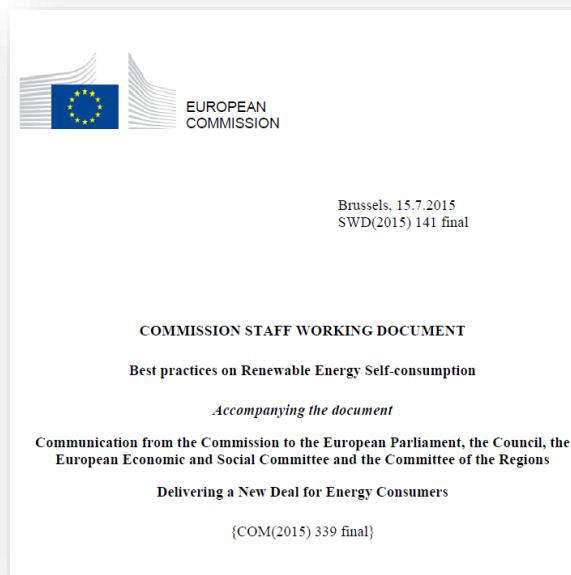 EUROPEAN
COMMISSION
Brussels, 15.7.2015
SWD(2015) 141 final
COMMISSION STAFF WORKING DOCUMENT
Best practices on Renewable Energy Self-consumption
Accompanying the document
Communication from the Commission to the European Parliament, the Council, the
European Economic and Social Committee and the Committee of the Regions
Delivering a New Deal for Energy Consumers
{COM(2015) 339 final}